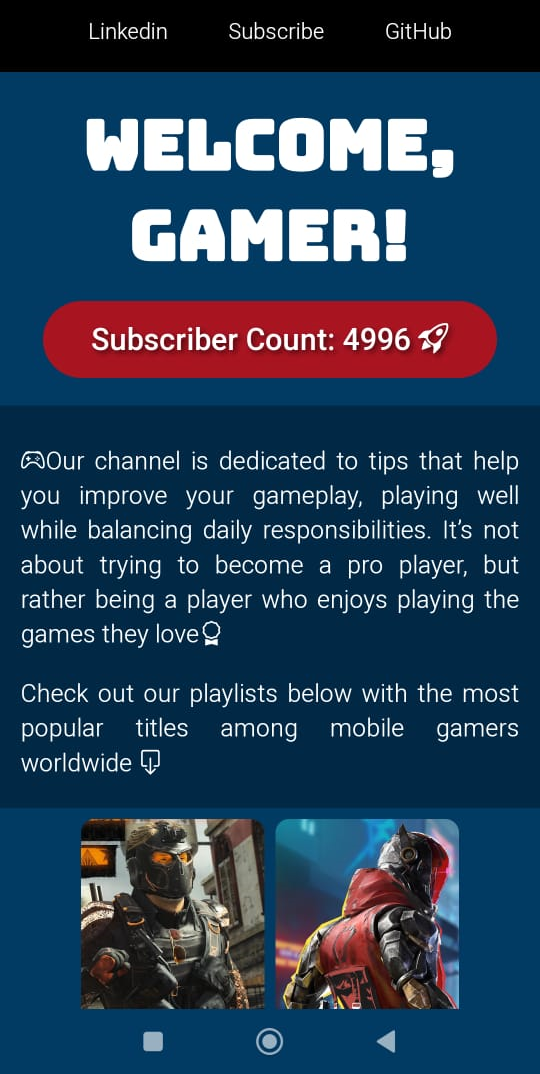 Linkedin Subscribe GitHub
WELCOME,
GAMER!
Subscriber Count: 4996
Our channel is dedicated to tips that help
you improve your gameplay, playing well
while balancing daily responsibilities. It’s not
about trying to become a pro player, but
rather being a player who enjoys playing the
games they love
Check out our playlists below with the most
popular titles among mobile gamers
worldwide